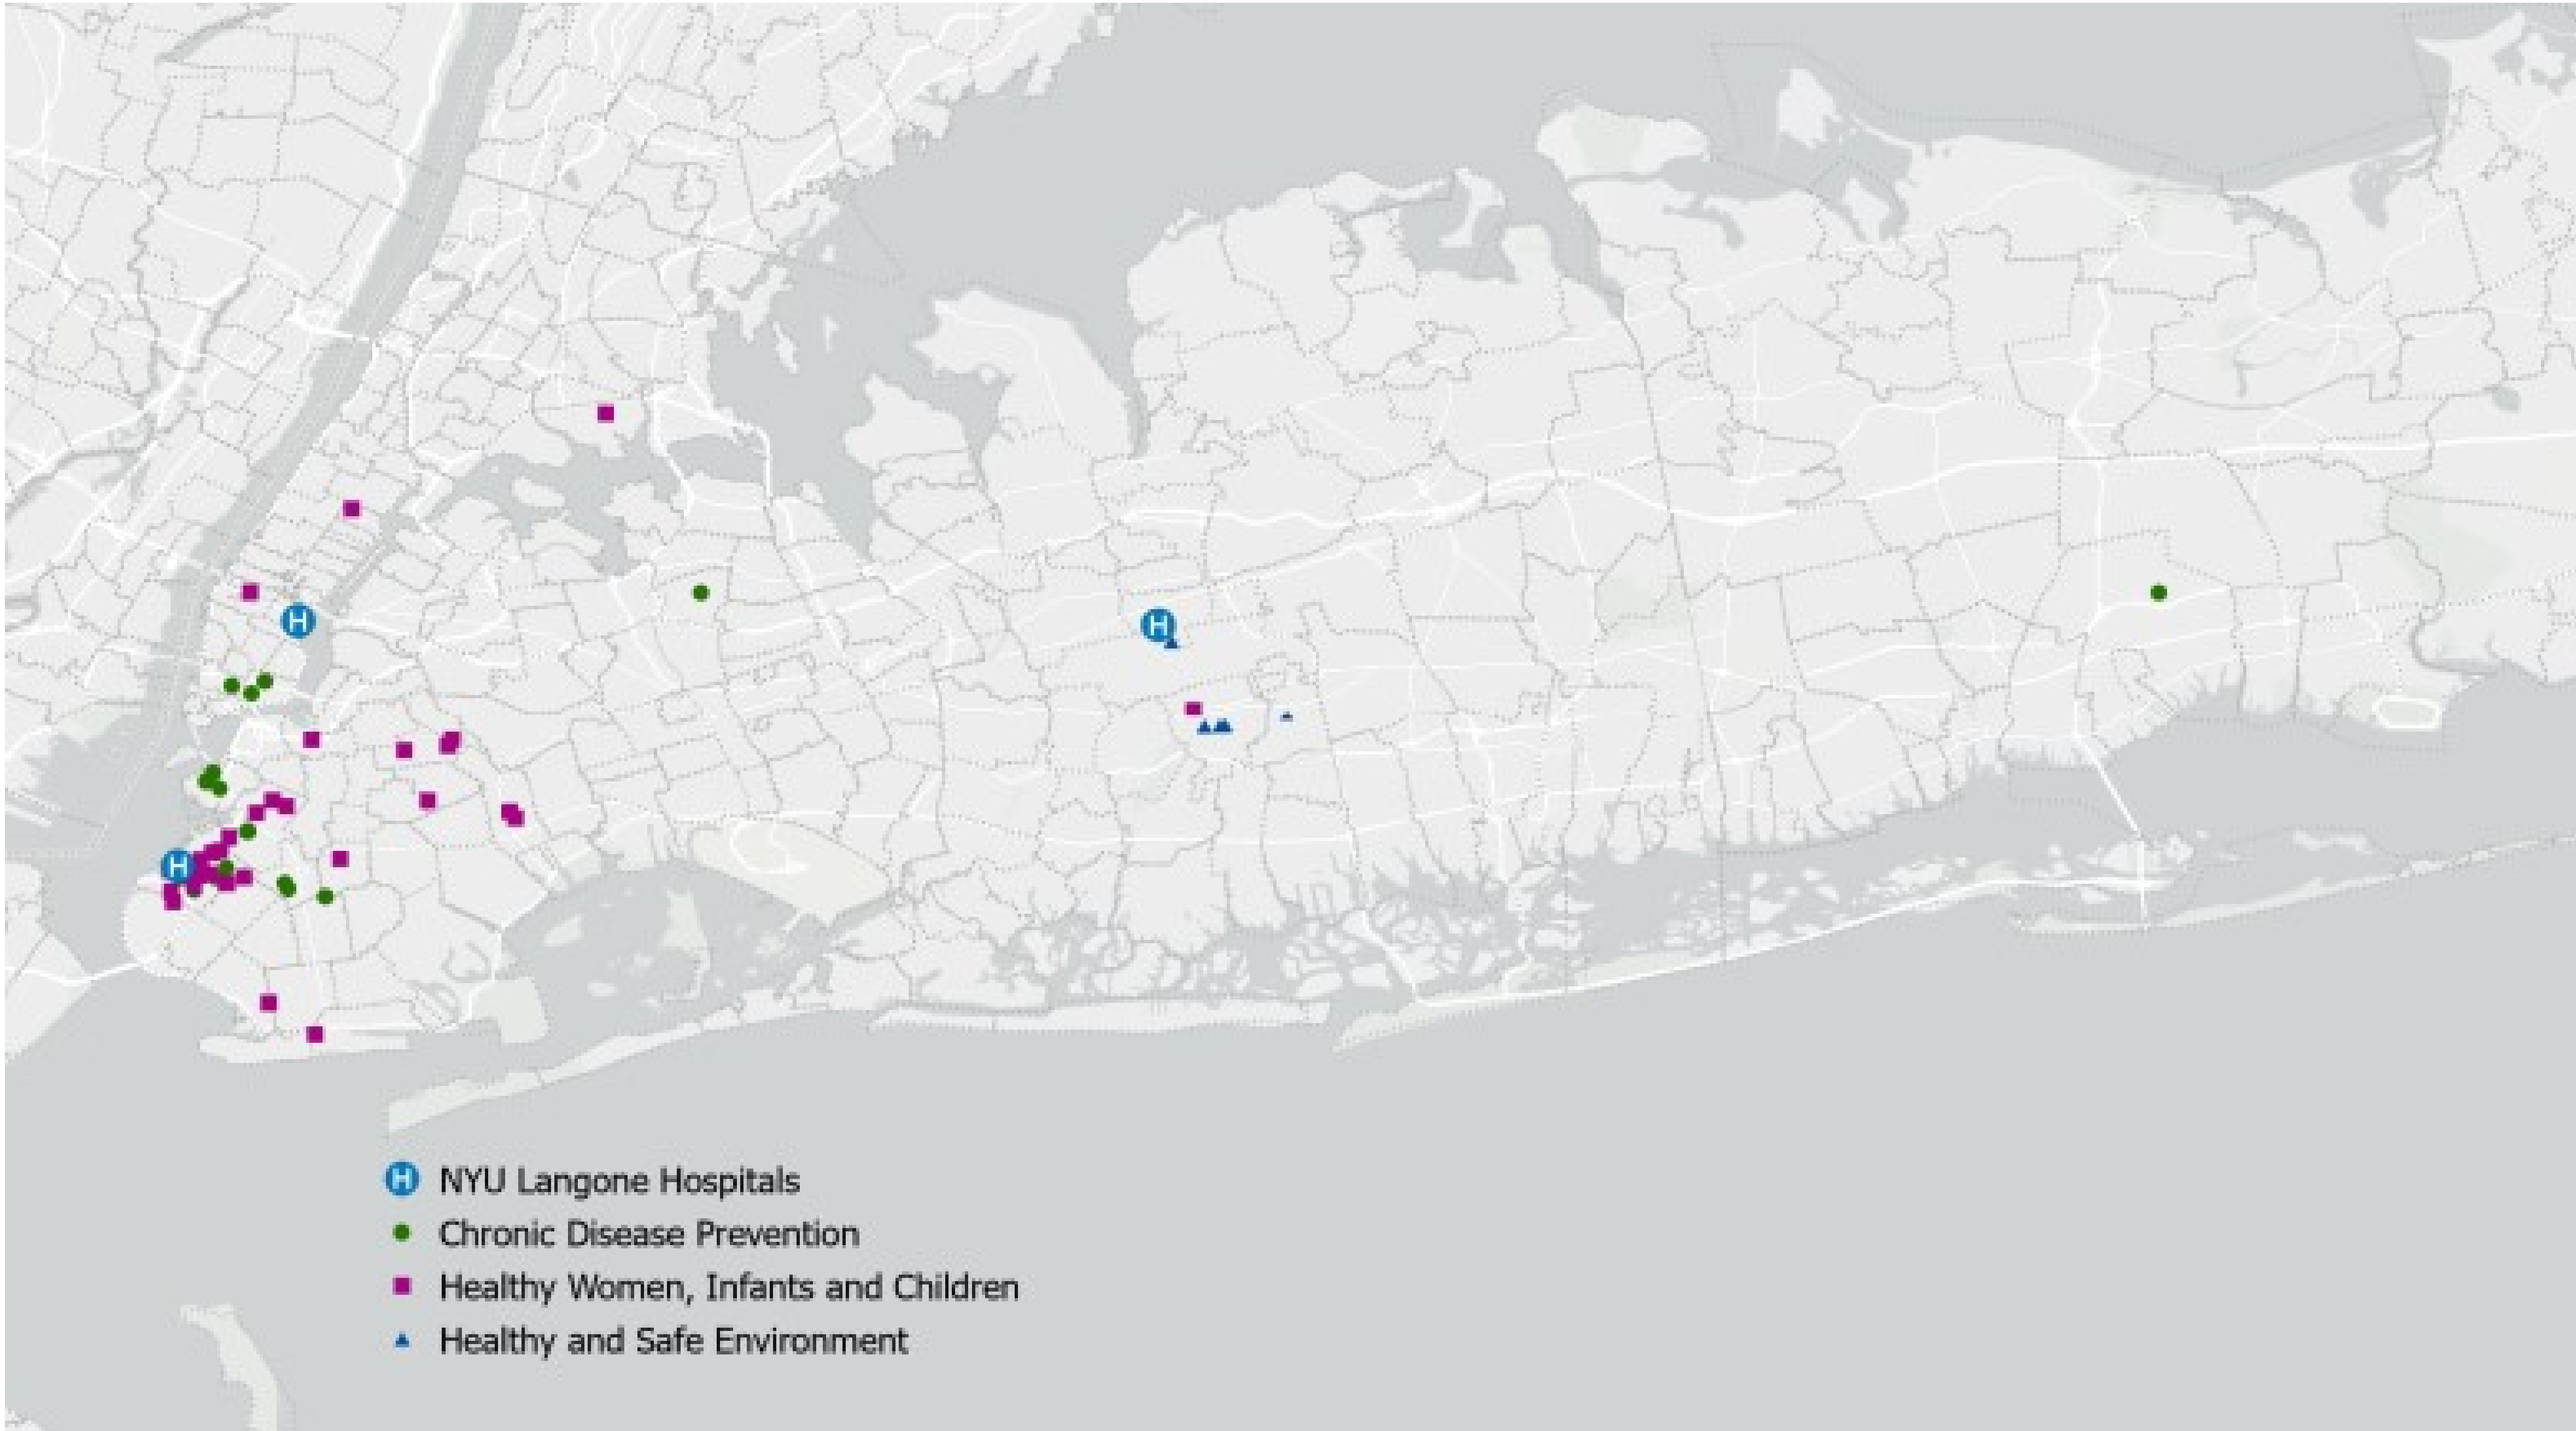 H
H
H
H NYU Langone Hospitals
Chronic Disease Prevention
Healthy Women, Infants and Children
Healthy and Safe Environment